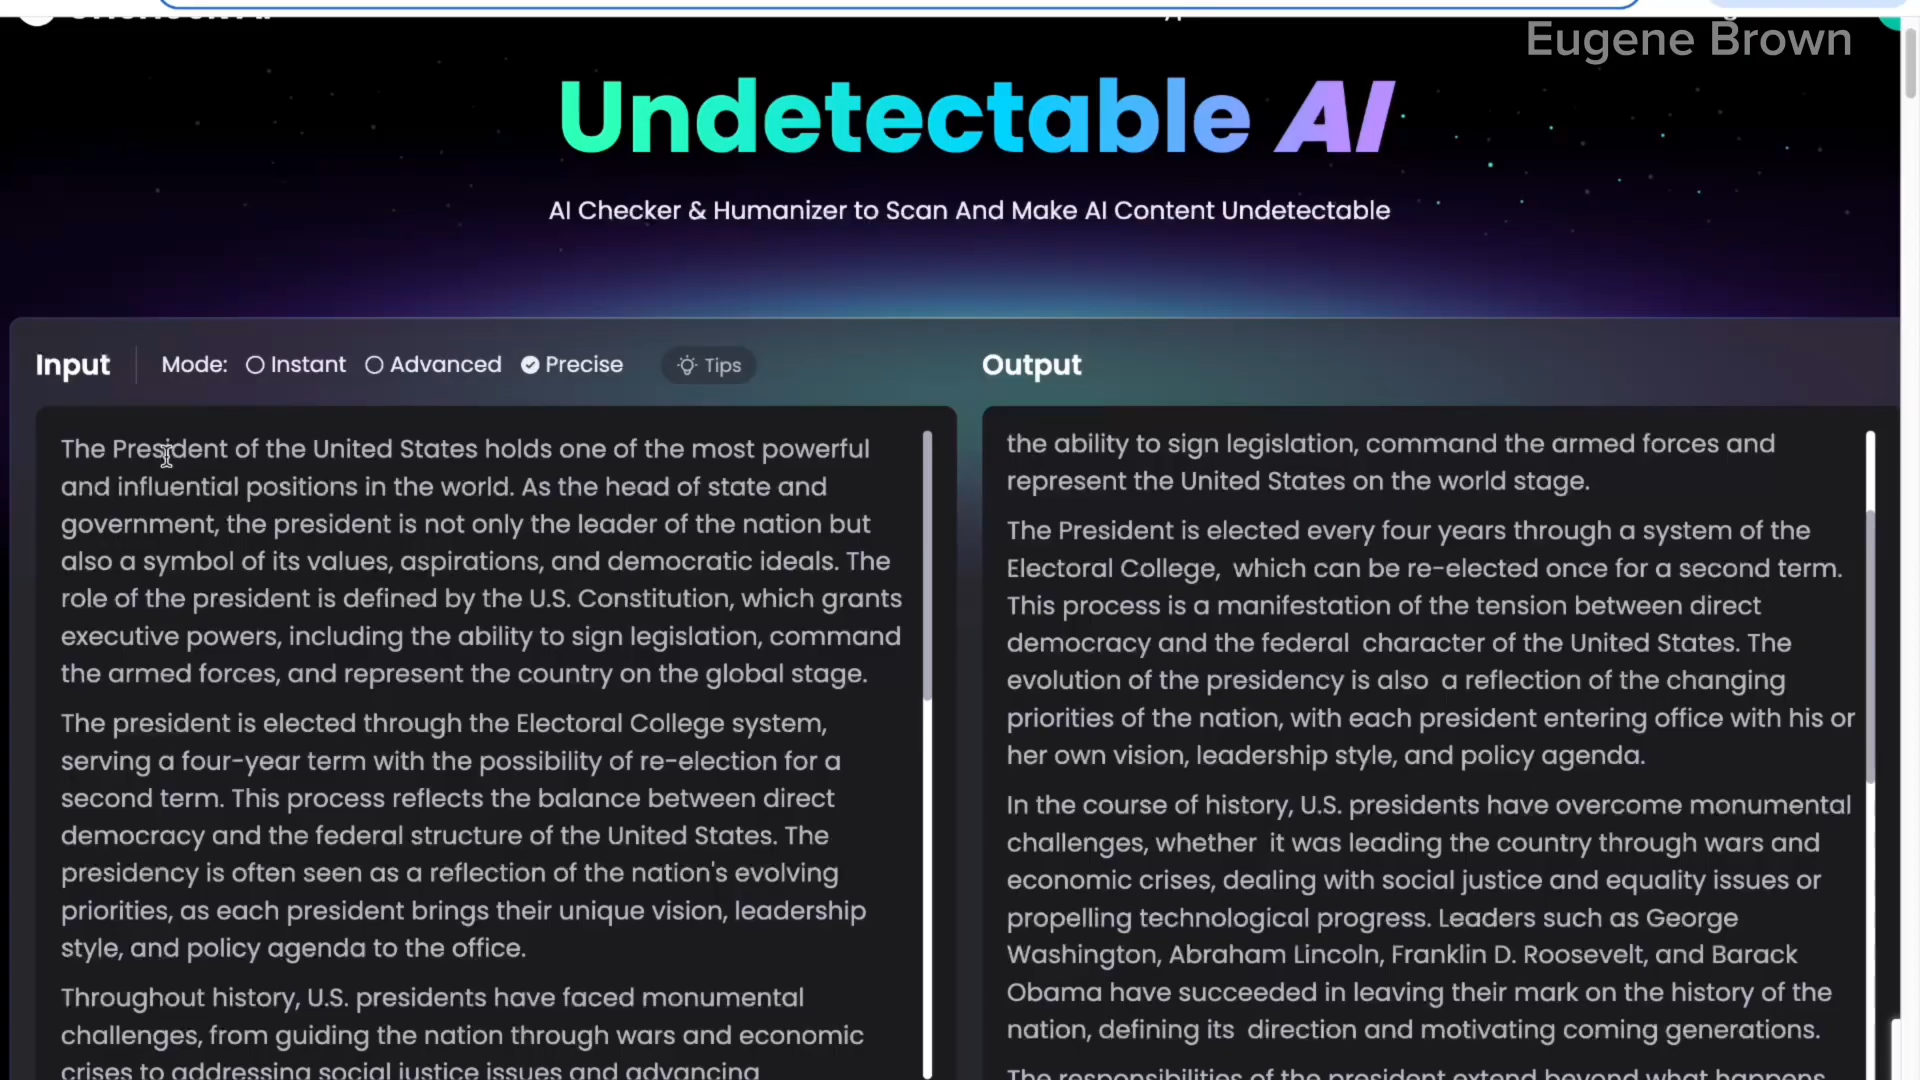 Eugene Brown
Undetectable AI
AI Checker & Humanizer to Scan And Make AI Content Undetectable
Input
Mode: Instant Advanced Precise
Tips
The President of the United States holds one of the most powerful
and influential positions in the world. As the head of state and
government, the president is not only the leader of the nation but
also a symbol of its values, aspirations, and democratic ideals. The
role of the president is defined by the U.S. Constitution, which grants
executive powers, including the ability to sign legislation, command
the armed forces, and represent the country on the global stage.
The president is elected through the Electoral College system,
serving a four-year term with the possibility of re-election for a
second term. This process reflects the balance between direct
democracy and the federal structure of the United States. The
presidency is often seen as a reflection of the nation's evolving
priorities, as each president brings their unique vision, leadership
style, and policy agenda to the office.
Throughout history, U.S. presidents have faced monumental
challenges, from guiding the nation through wars and economic
crises to addressing social justice issues and advancing
Output
the ability to sign legislation, command the armed forces and
represent the United States on the world stage.
The President is elected every four years through a system of the
Electoral College,  which can be re-elected once for a second term.
This process is a manifestation of the tension between direct
democracy and the federal  character of the United States. The
evolution of the presidency is also  a reflection of the changing
priorities of the nation, with each president entering office with his or
her own vision, leadership style, and policy agenda.
In the course of history, U.S. presidents have overcome monumental
challenges, whether  it was leading the country through wars and
economic crises, dealing with social justice and equality issues or
propelling technological progress. Leaders such as George
Washington, Abraham Lincoln, Franklin D. Roosevelt, and Barack
Obama have succeeded in leaving their mark on the history of the
nation, defining its  direction and motivating coming generations.
The responsibilities of the president extend beyond what happens